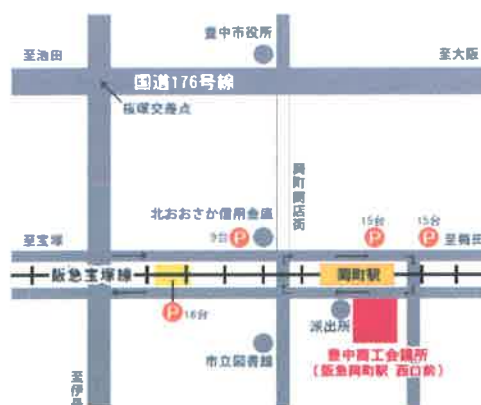 豊中市役所
至池田
至大阪
国道176号線
桜塚交差点
岡町商店街
北おおさか信用金庫
9台 P
15台
P
15台
P
至宝塚
至梅田
阪急宝塚線
岡町駅
P 16台
派出所
市立図書館
豊中商工会議所
(阪急岡町駅 西口前)
至伊丹